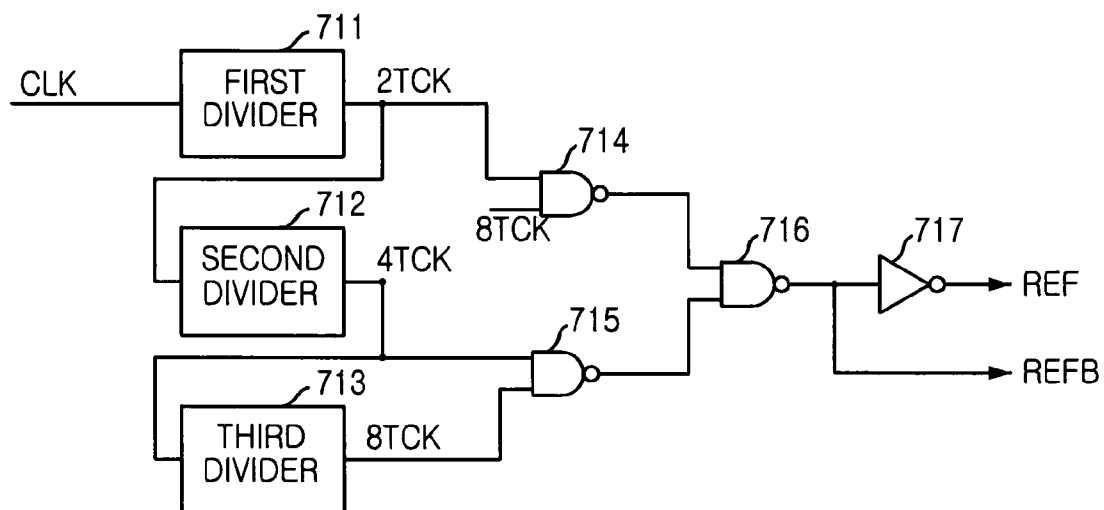 711
CLK
FIRST
DIVIDER
2TCK
714
8TCK
712
SECOND
DIVIDER
4TCK
716
717
REF
715
REFB
713
THIRD
DIVIDER
8TCK